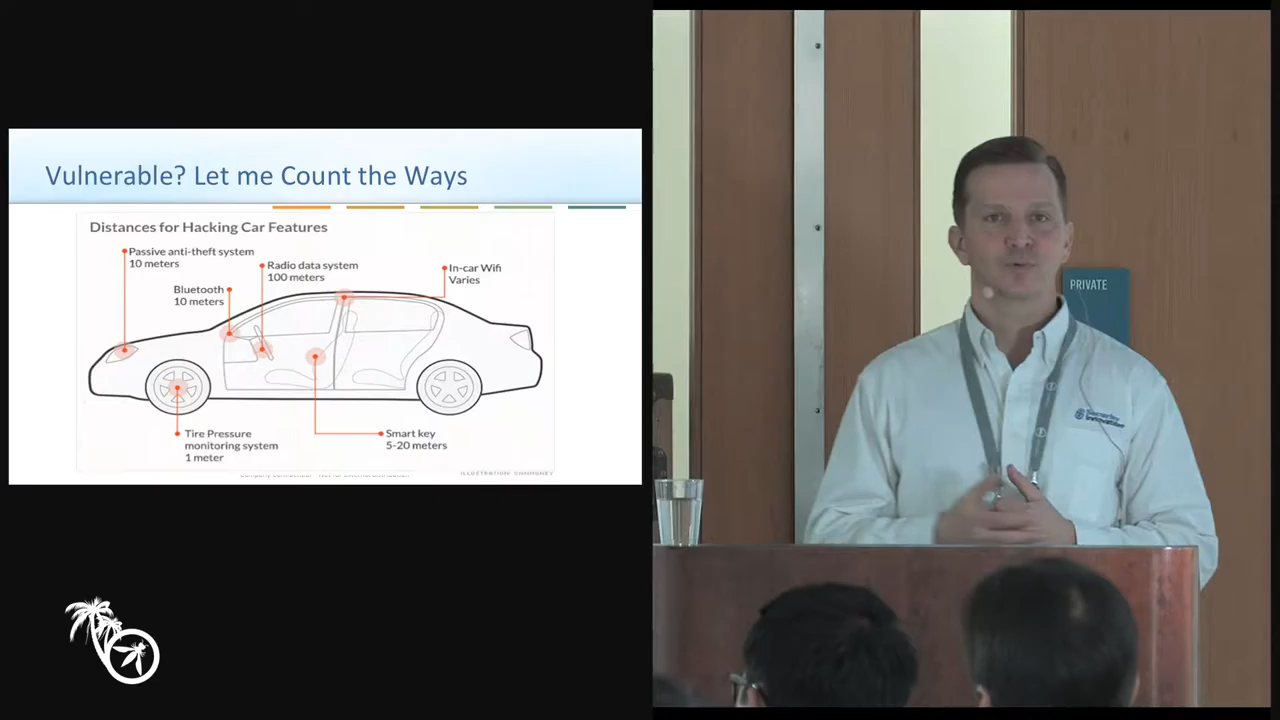 Vulnerable? Let me Count the Ways
Distances for Hacking Car Features
Passive anti-theft system
10 meters
Bluetooth
10 meters
Radio data system
100 meters
In-car Wifi
Varies
Tire Pressure
monitoring system
1 meter
Smart key
5-20 meters
PRIVATE